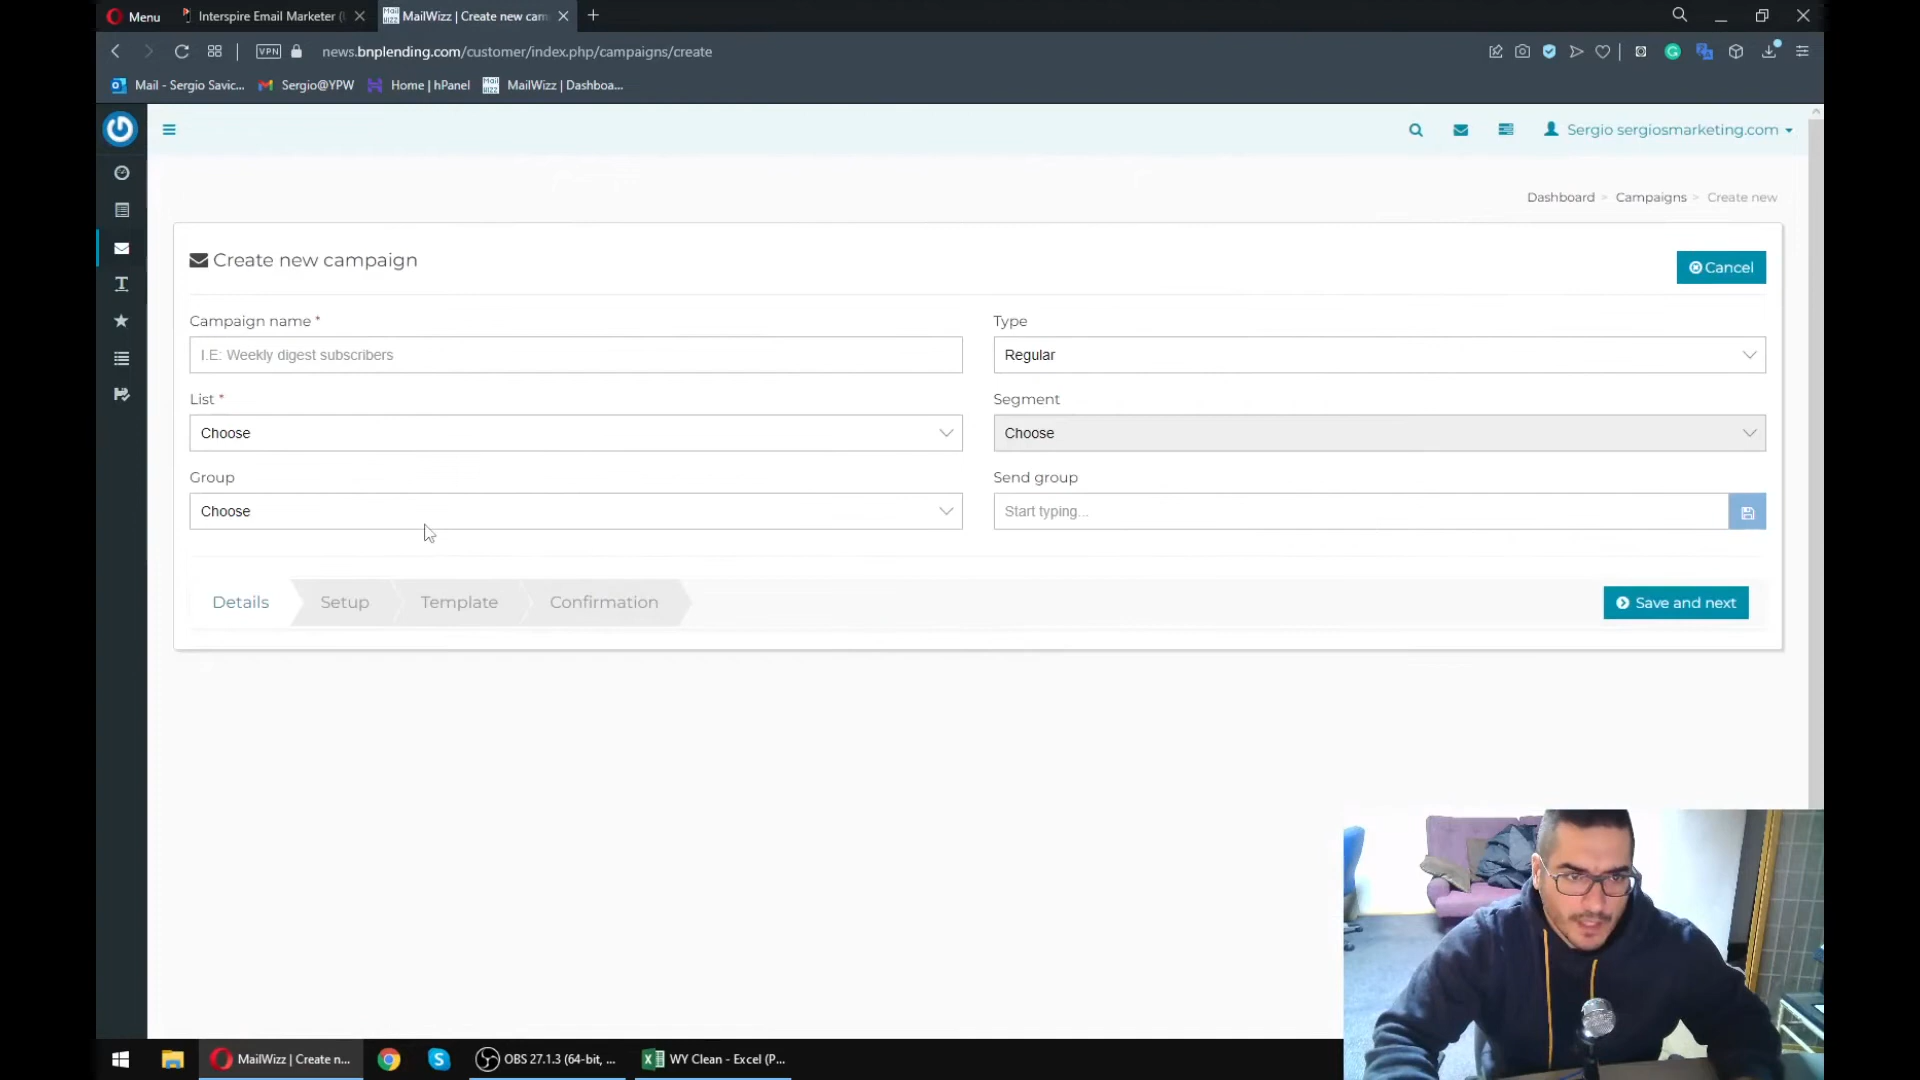 Menu
Interspire Email Marketer (
MailWizz | Create new cam
VPN
news.bnplending.com/customer/index.php/campaigns/create
Mail - Sergio Savic...
Sergio@YPW
Home | hPanel
Mail WIZZ
MailWizz | Dashboa...
Sergio sergiosmarketing.com
Dashboard > Campaigns > Create new
Create new campaign
Cancel
Campaign name *
Type
I.E: Weekly digest subscribers
Regular
List *
Segment
Choose
Choose
Group
Send group
Choose
Start typing...
Details
Setup
Template
Confirmation
Save and next
MailWizz | Create n...
OBS 27.1.3 (64-bit, ...
WY Clean - Excel (P...